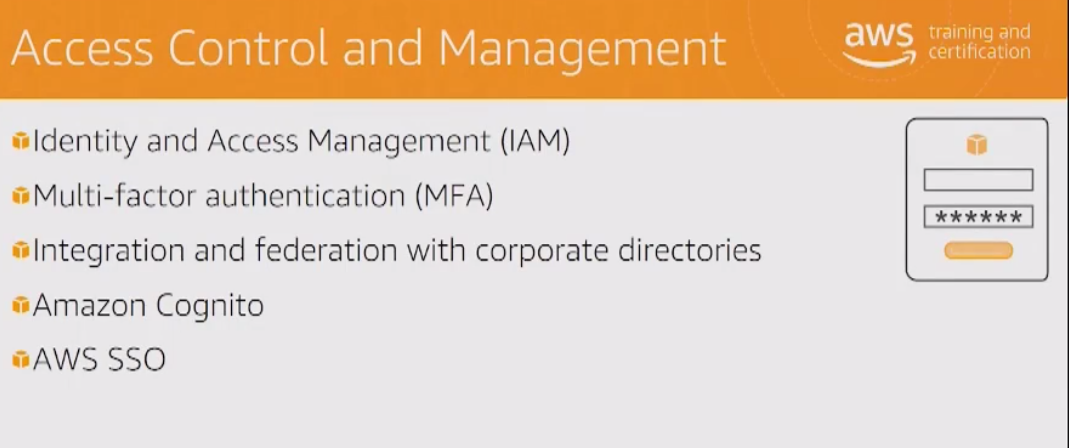 Access Control and Management
aws training and
certification
Identity and Access Management (IAM)
Multi-factor authentication (MFA)
Integration and federation with corporate directories
Amazon Cognito
AWS SSO
******